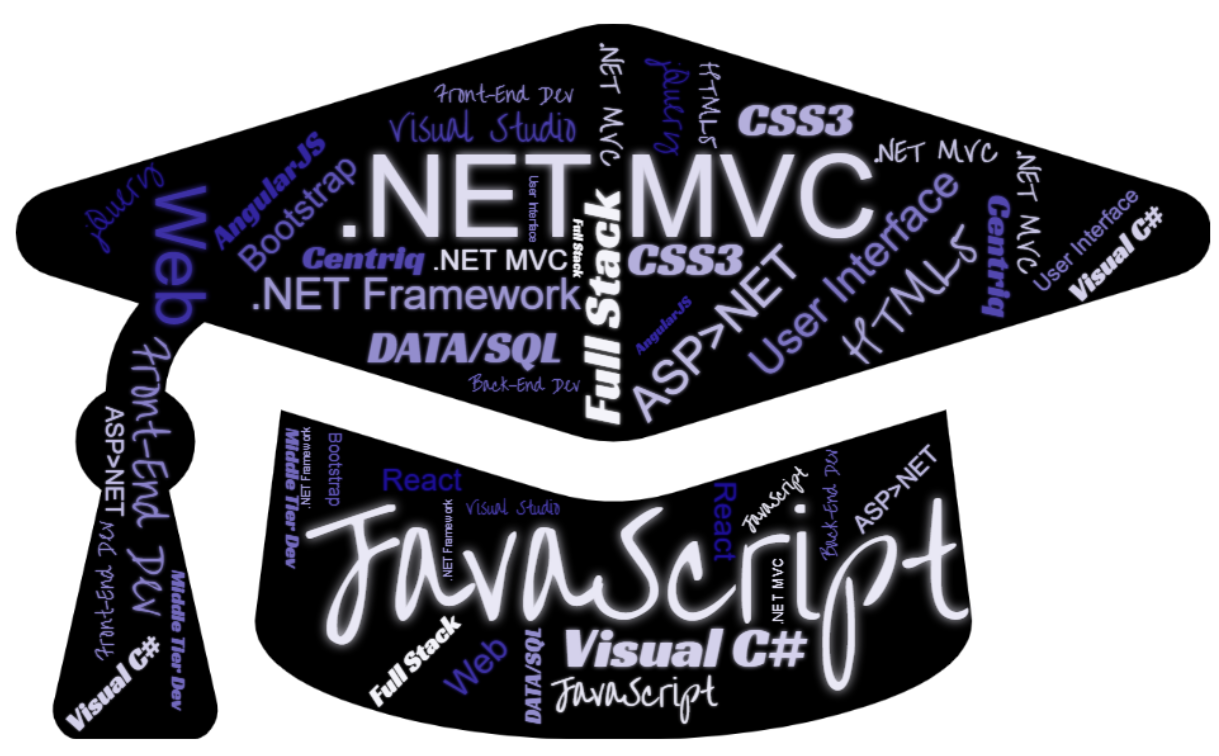 .NET MVC
jQuery
HTML5
CSS3
Front-End Dev
Visual Studio
.NET MVC
.NET MVC
.NET MVC
jQuery
Web
AngularJS
Bootstrap
User Interface
Full Stack
Full Stack
Centriq
.NET MVC
CSS3
.NET Framework
DATA/SQL
Back-End Dev
AngularJS
ASP>NET
User Interface
HTML5
Centriq
User Interface
Visual C#
Front-End Dev
ASP>NET
Front-End Dev
Middle Tier Dev
Visual C#
Middle Tier Dev
.NET Framework
Bootstrap
React
.NET Framework
Visual Studio
React
JavaScript
Back-End Dev
ASP>NET
JavaScript
.NET MVC
Full Stack
Web
DATA/SQL
Visual C#
JavaScript